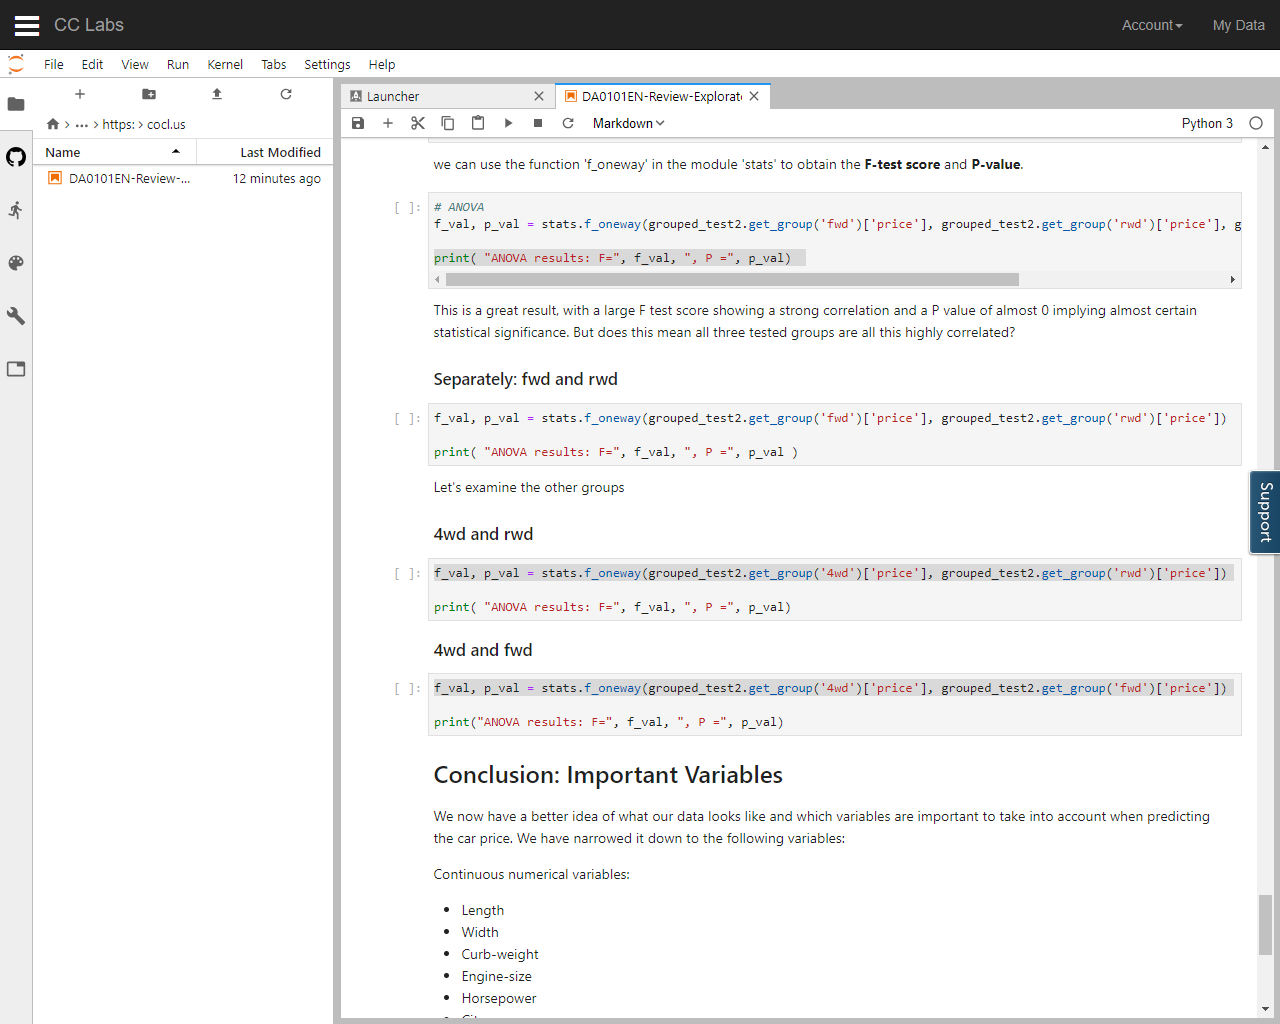 CC Labs
Account
My Data
File Edit View Run Kernel Tabs Settings Help
Launcher
DA0101EN-Review-Explorat
… https: cocl.us
Markdown
Python 3
Name
Last Modified
DA0101EN-Review-...
12 minutes ago
we can use the function 'f_oneway' in the module 'stats' to obtain the F-test score and P-value.
[ ]:
# ANOVA
f_val, p_val = stats.f_oneway(grouped_test2.get_group('fwd')['price'], grouped_test2.get_group('rwd')['price'], g
print( "ANOVA results: F=", f_val, ", P =", p_val)
This is a great result, with a large F test score showing a strong correlation and a P value of almost 0 implying almost certain
statistical significance. But does this mean all three tested groups are all this highly correlated?
Separately: fwd and rwd
[ ]: f_val, p_val = stats.f_oneway(grouped_test2.get_group('fwd')['price'], grouped_test2.get_group('rwd')['price'])
print( "ANOVA results: F=", f_val, ", P =", p_val )
Let's examine the other groups
Support
4wd and rwd
[ ]: f_val, p_val = stats.f_oneway(grouped_test2.get_group('4wd')['price'], grouped_test2.get_group('rwd')['price'])
print( "ANOVA results: F=", f_val, ", P =", p_val)
4wd and fwd
[ ]: f_val, p_val = stats.f_oneway(grouped_test2.get_group('4wd')['price'], grouped_test2.get_group('fwd')['price'])
print("ANOVA results: F=", f_val, ", P =", p_val)
Conclusion: Important Variables
We now have a better idea of what our data looks like and which variables are important to take into account when predicting
the car price. We have narrowed it down to the following variables:
Continuous numerical variables:
• Length
• Width
• Curb-weight
• Engine-size
• Horsepower